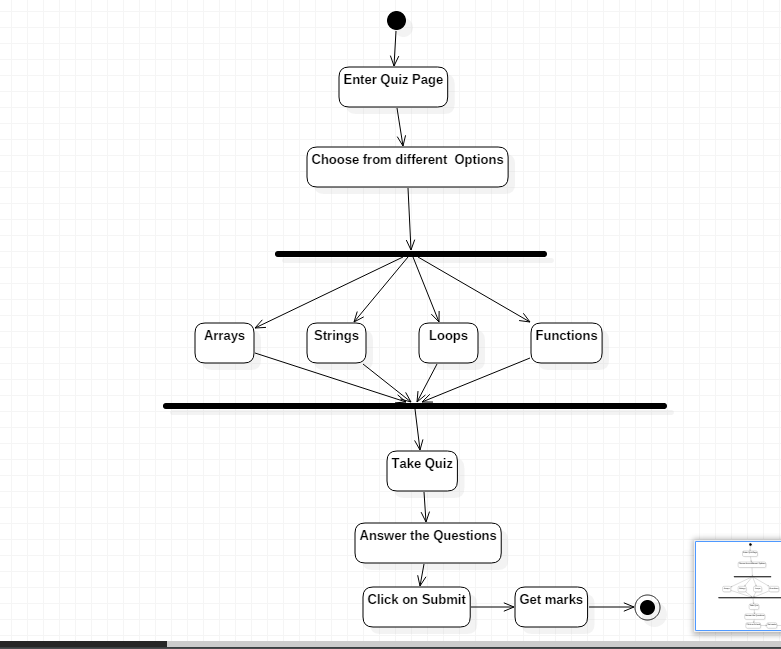 Enter Quiz Page
Choose from different  Options
Arrays
Strings
Loops
Functions
Take Quiz
Answer the Questions
Click on Submit
Get marks